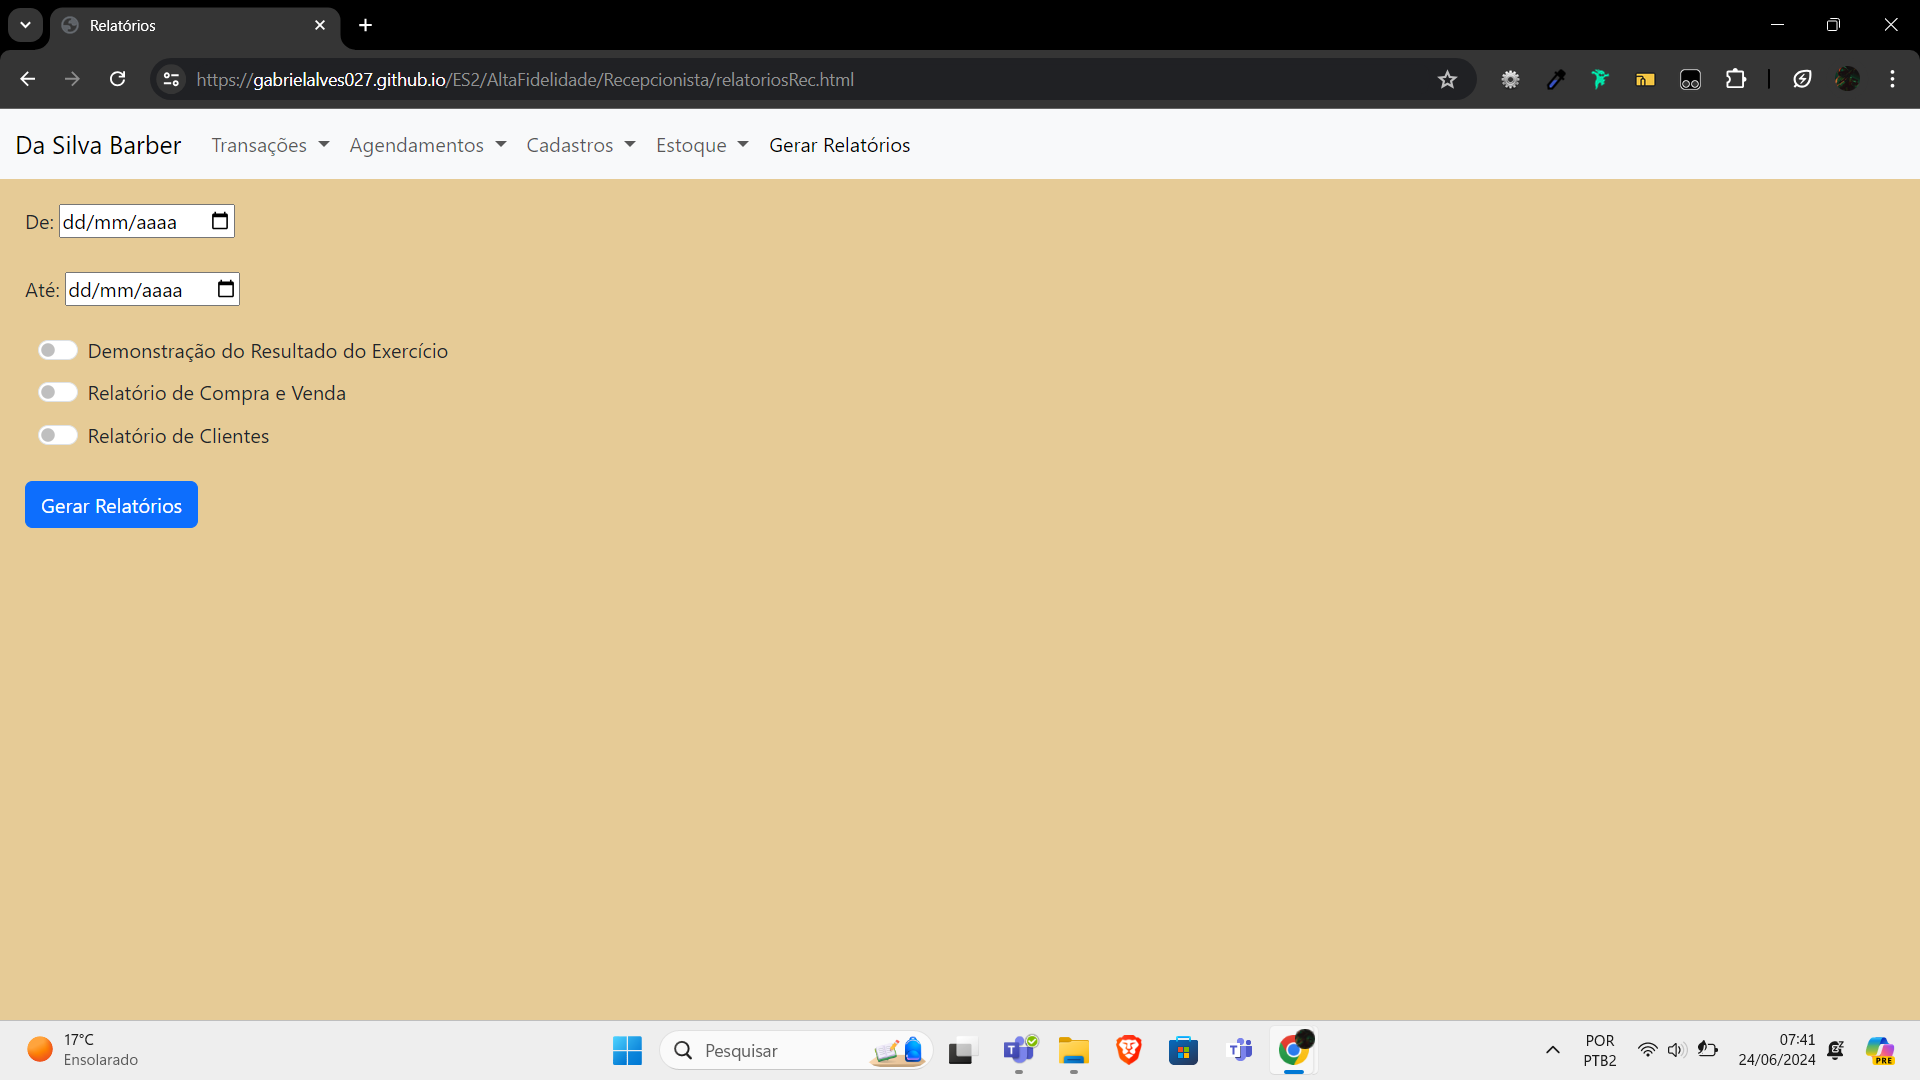 Relatórios
https://gabrielalves027.github.io/ES2/AltaFidelidade/Recepcionista/relatoriosRec.html
Da Silva Barber Transações Agendamentos Cadastros Estoque Gerar Relatórios
De: dd/mm/aaaa
Até: dd/mm/aaaa
Demonstração do Resultado do Exercício
Relatório de Compra e Venda
Relatório de Clientes
Gerar Relatórios
17°C
Ensolarado
Pesquisar
POR
PTB2
07:41
24/06/2024
PRE